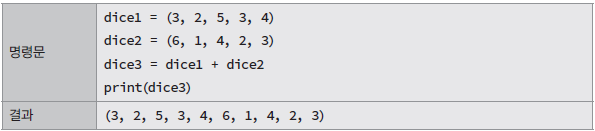 명령문
dice1 = (3, 2, 5, 3, 4)
dice2 = (6, 1, 4, 2, 3)
dice3 = dice1 + dice2
print(dice3)
결과
(3, 2, 5, 3, 4, 6, 1, 4, 2, 3)